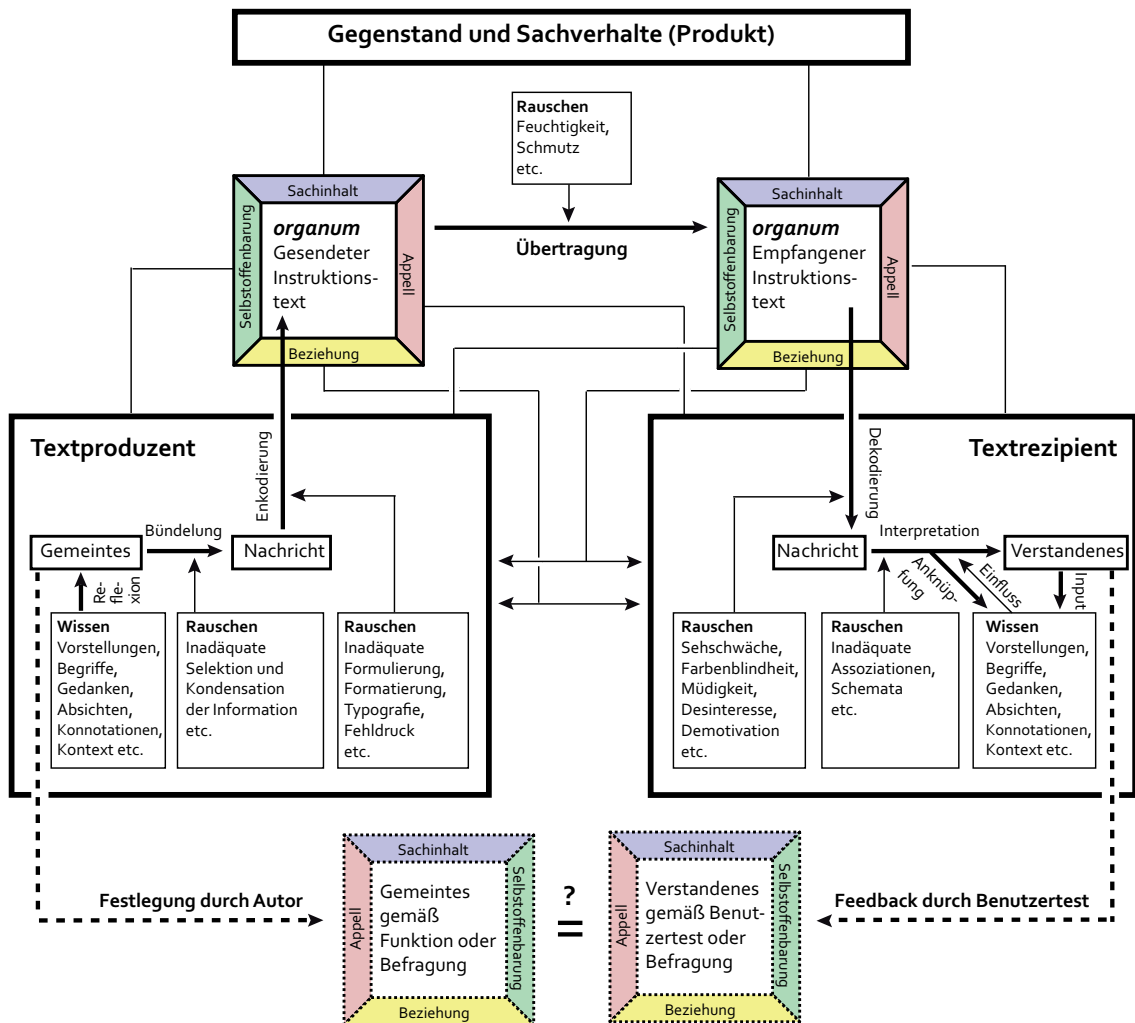 Gegenstand und Sachverhalte (Produkt)
Rauschen
Feuchtigkeit,
Schmutz
etc.
Sachinhalt
Selbstoffenbarung
organum
Gesendeter
Instruktions-
text
Appell
Beziehung
Übertragung
Sachinhalt
Selbstoffenbarung
organum
Empfangener
Instruktions-
text
Appell
Beziehung
Textproduzent
Enkodierung
Bündelung
Gemeintes
Nachricht
Re-
fle-
xion
Wissen
Vorstellungen,
Begriffe,
Gedanken,
Absichten,
Konnotationen,
Kontext etc.
Rauschen
Inadäquate
Selektion und
Kondensation
der Information
etc.
Rauschen
Inadäquate
Formulierung,
Formatierung,
Typografie,
Fehldruck
etc.
Textrezipient
Dekodierung
Interpretation
Nachricht
Verstandenes
Anknüp-
fung
Einfluss
Input
Rauschen
Sehschwäche,
Farbenblindheit,
Müdigkeit,
Desinteresse,
Demotivation
etc.
Rauschen
Inadäquate
Assoziationen,
Schemata
etc.
Wissen
Vorstellungen,
Begriffe,
Gedanken,
Absichten,
Konnotationen,
Kontext etc.
Festlegung durch Autor
Sachinhalt
Appell
Gemeintes
gemäß
Funktion oder
Befragung
Selbstoffenbarung
Beziehung
?
=
Sachinhalt
Appell
Verstandenes
gemäß Benut-
zertest oder
Befragung
Selbstoffenbarung
Beziehung
Feedback durch Benutzertest